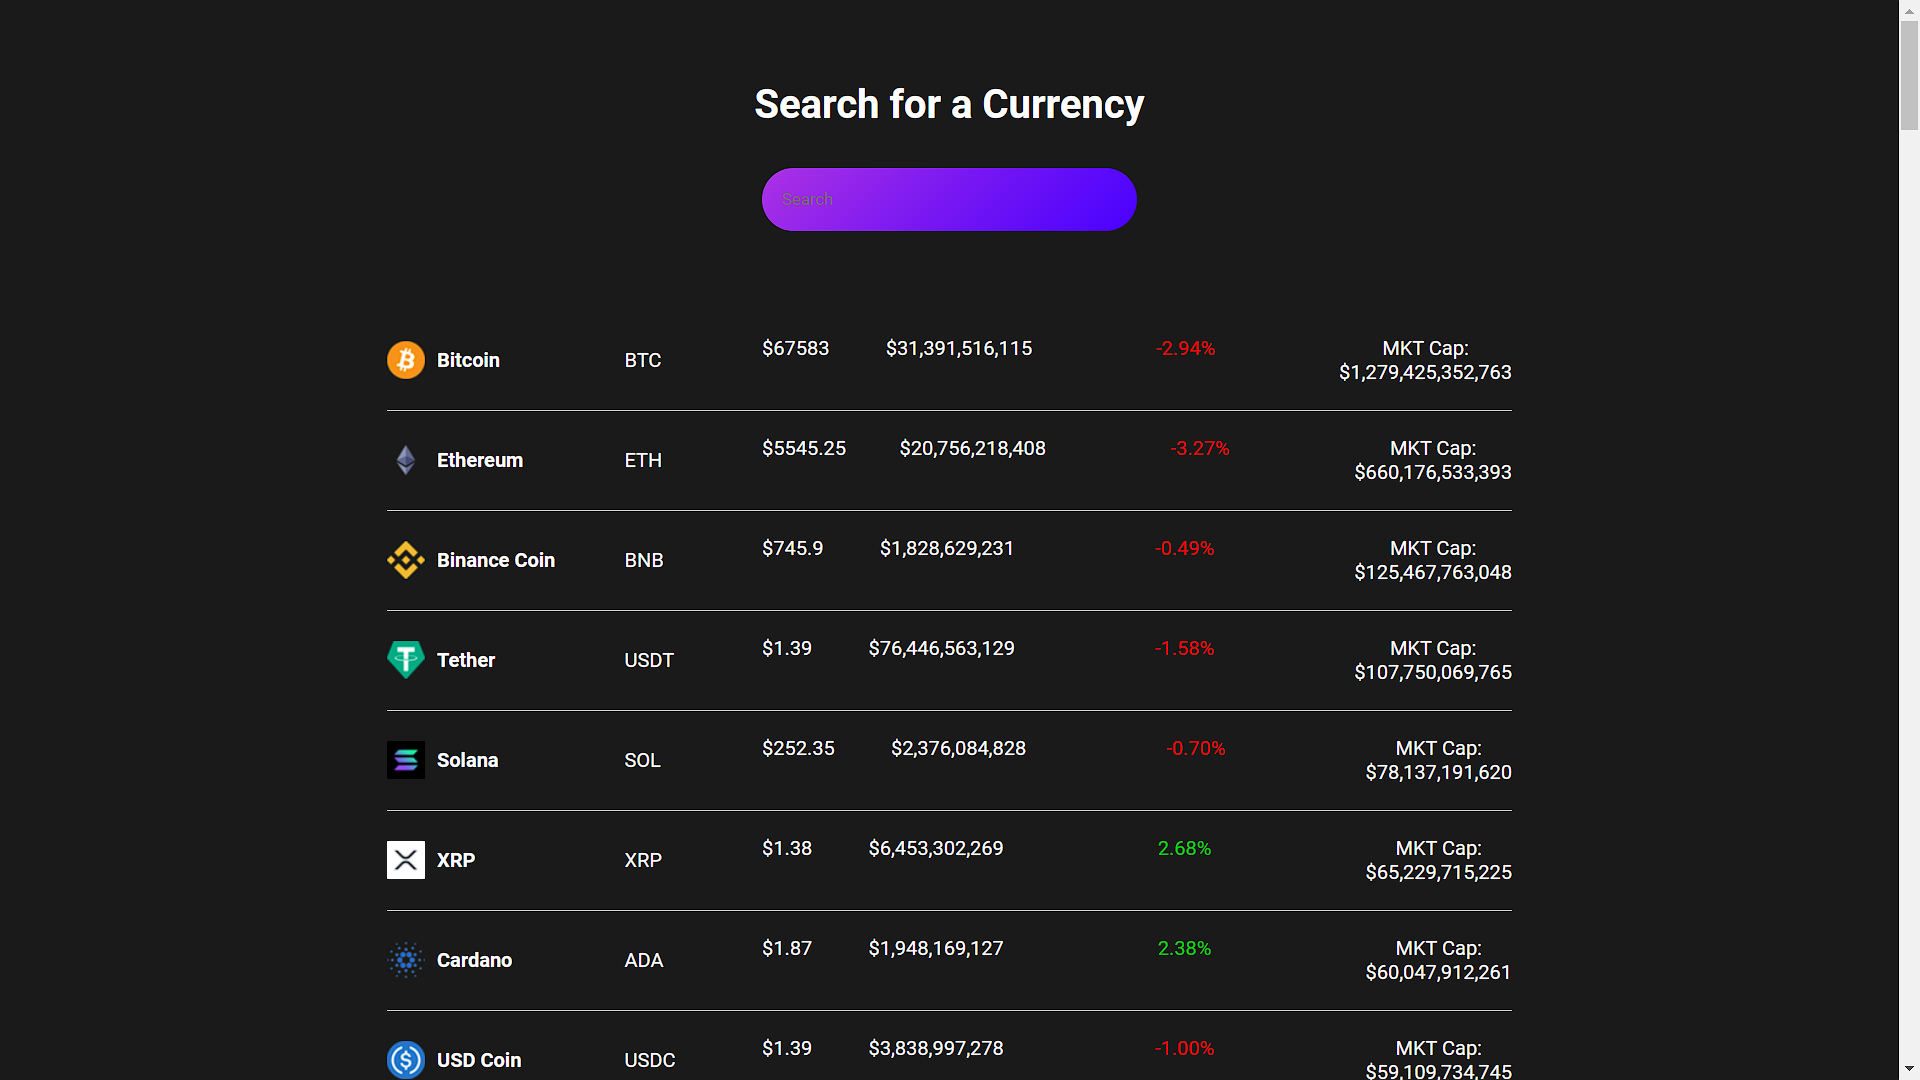 Search for a Currency
Search
Bitcoin BTC $67583 $31,391,516,115 -2.94% MKT Cap:
$1,279,425,352,763
Ethereum ETH $5545.25 $20,756,218,408 -3.27% MKT Cap:
$660,176,533,393
Binance Coin BNB $745.9 $1,828,629,231 -0.49% MKT Cap:
$125,467,763,048
Tether USDT $1.39 $76,446,563,129 -1.58% MKT Cap:
$107,750,069,765
Solana SOL $252.35 $2,376,084,828 -0.70% MKT Cap:
$78,137,191,620
XRP XRP $1.38 $6,453,302,269 2.68% MKT Cap:
$65,229,715,225
Cardano ADA $1.87 $1,948,169,127 2.38% MKT Cap:
$60,047,912,261
USD Coin USDC $1.39 $3,838,997,278 -1.00% MKT Cap:
$59,109,734,745